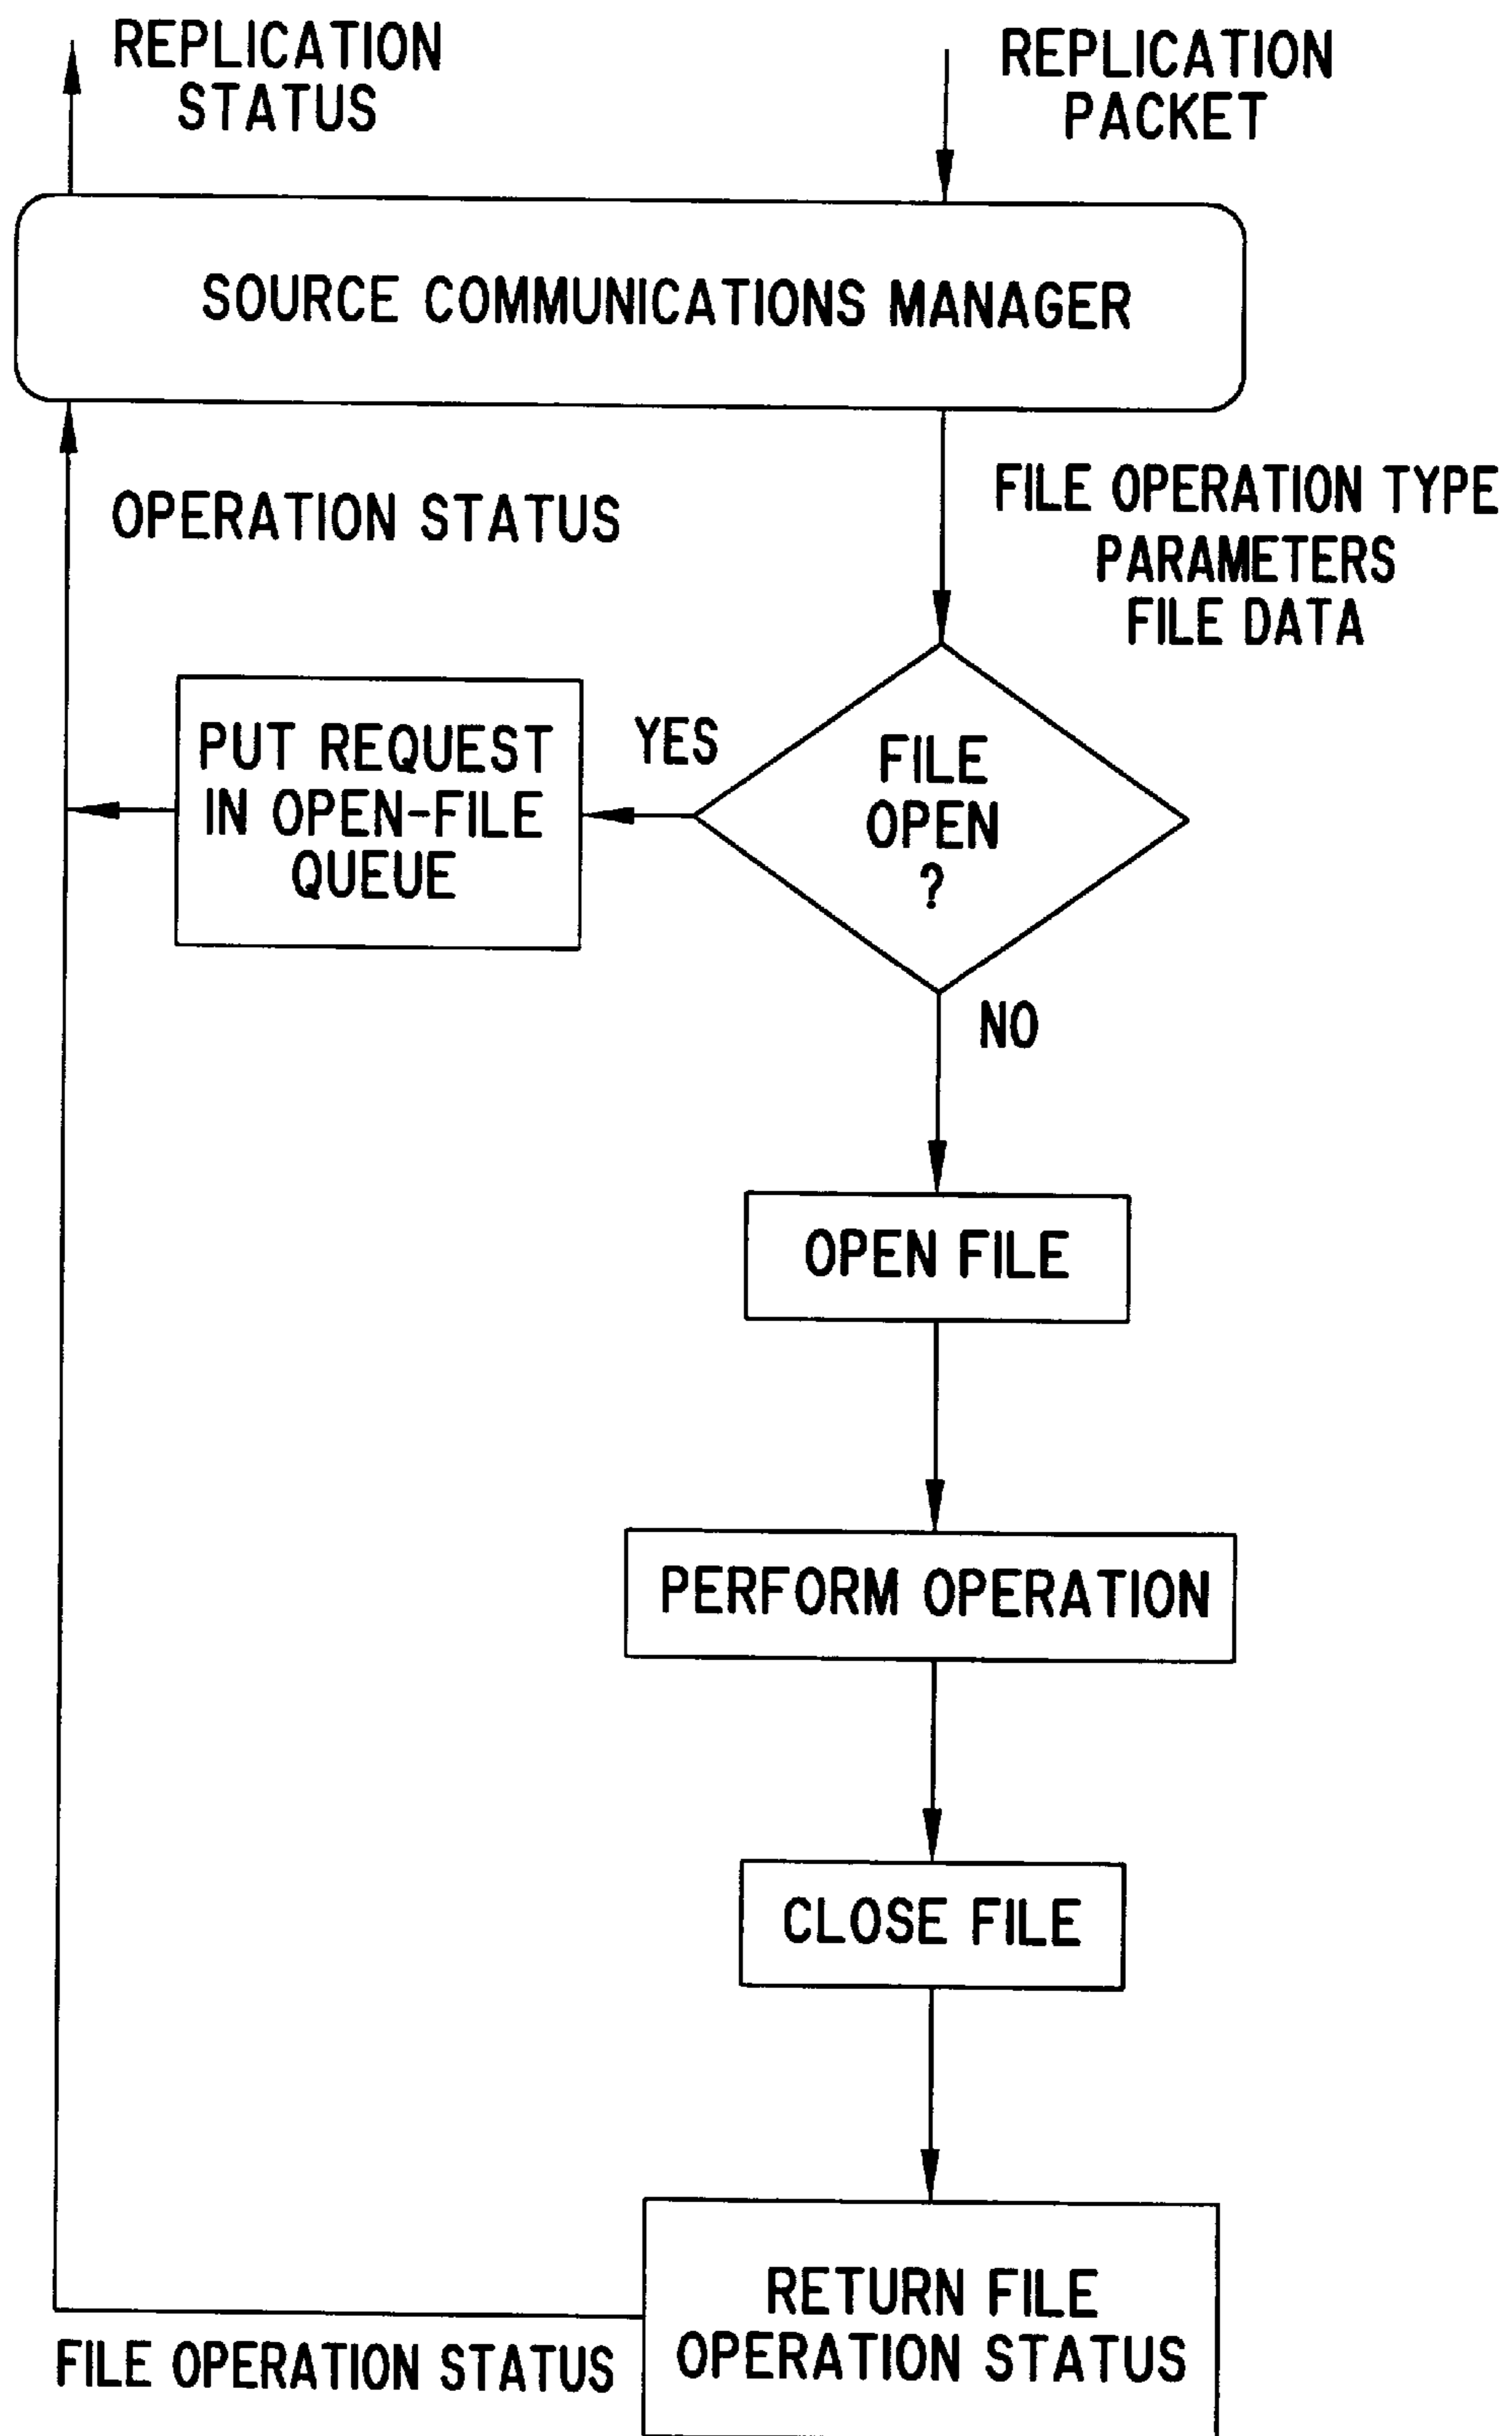 REPLICATION
STATUS
REPLICATION
PACKET
SOURCE COMMUNICATIONS MANAGER
OPERATION STATUS
FILE OPERATION TYPE
PARAMETERS
FILE DATA
PUT REQUEST
IN OPEN-FILE
QUEUE
YES
FILE
OPEN
?
NO
OPEN FILE
PERFORM OPERATION
CLOSE FILE
RETURN FILE
OPERATION STATUS
FILE OPERATION STATUS